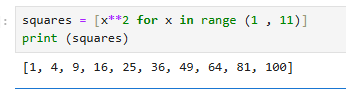 : squares = [x**2 for x in range (1 , 11)]
print (squares)
[1, 4, 9, 16, 25, 36, 49, 64, 81, 100]